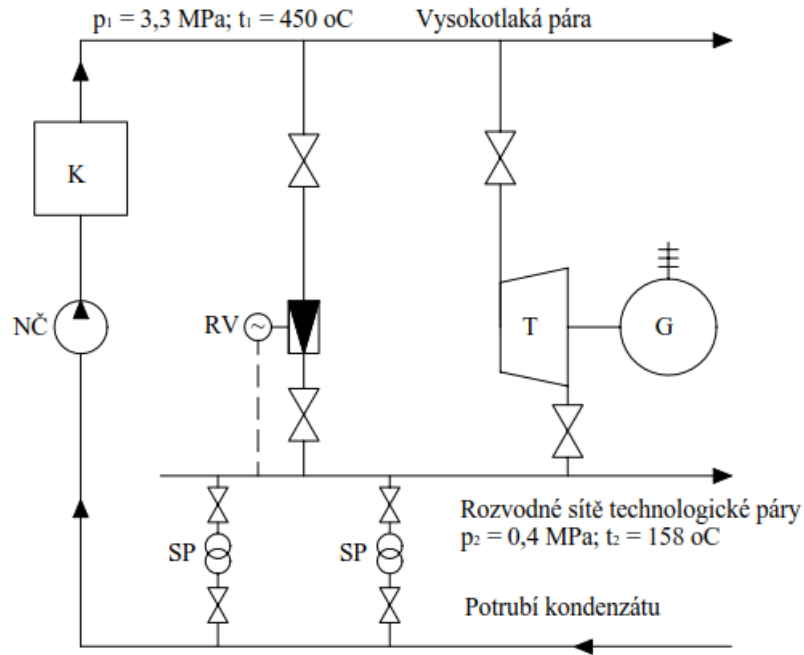 p₁ = 3,3 MPa; t₁ = 450 oC
Vysokotlaká pára
K
NČ
RV
~
T
G
Rozvodné sítě technologické páry
p₂ = 0,4 MPa; t₂ = 158 oC
SP
SP
Potrubí kondenzátu